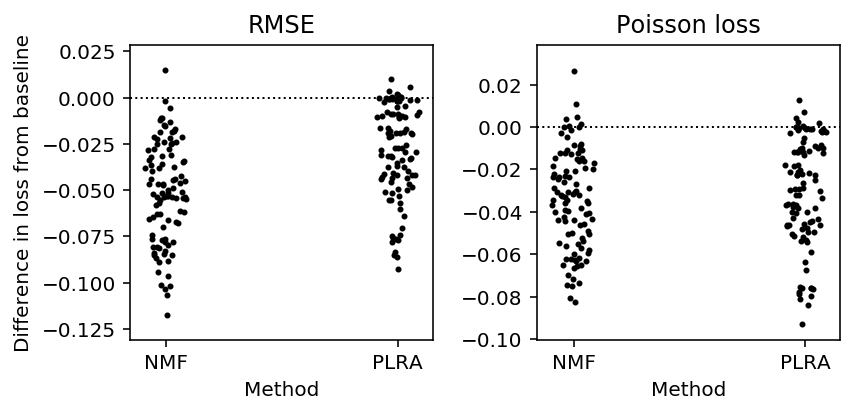 RMSE
Difference in loss from baseline
0.025
0.000
−0.025
−0.050
−0.075
−0.100
−0.125
NMF PLRA
Method
Poisson loss
0.02
0.00
−0.02
−0.04
−0.06
−0.08
−0.10
NMF PLRA
Method